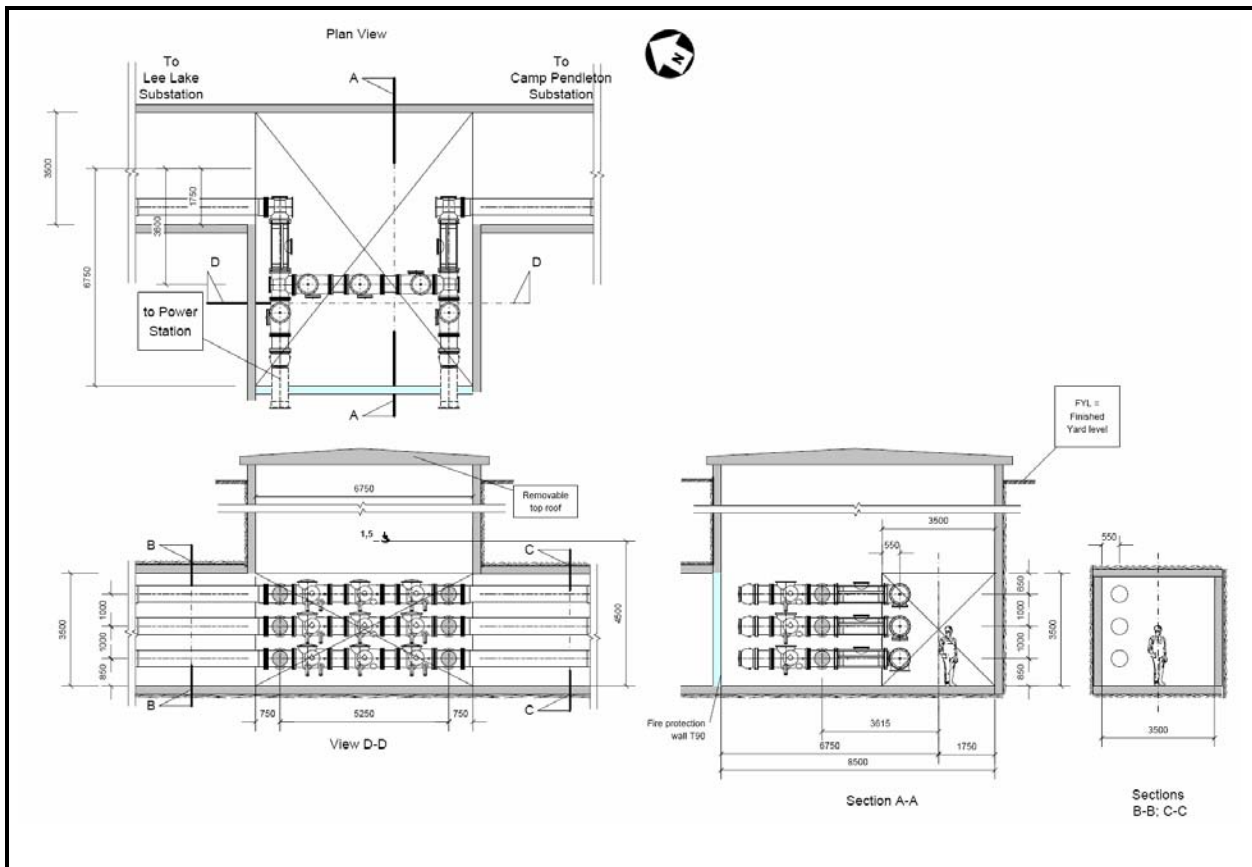 Plan View
To
Lee Lake
Substation
To
Camp Pendleton
Substation
N
A
3500
1750
3600
6750
D
D
to Power
Station
A
FYL =
Finished
Yard level
6750
Removable
top roof
1,5
B
C
3500
1000
1000
850
4500
B
C
750
5250
750
View D-D
3500
550
650
1000
1000
850
3500
Fire protection
wall T90
3615
6750
1750
8500
Section A-A
550
3500
Sections
B-B; C-C